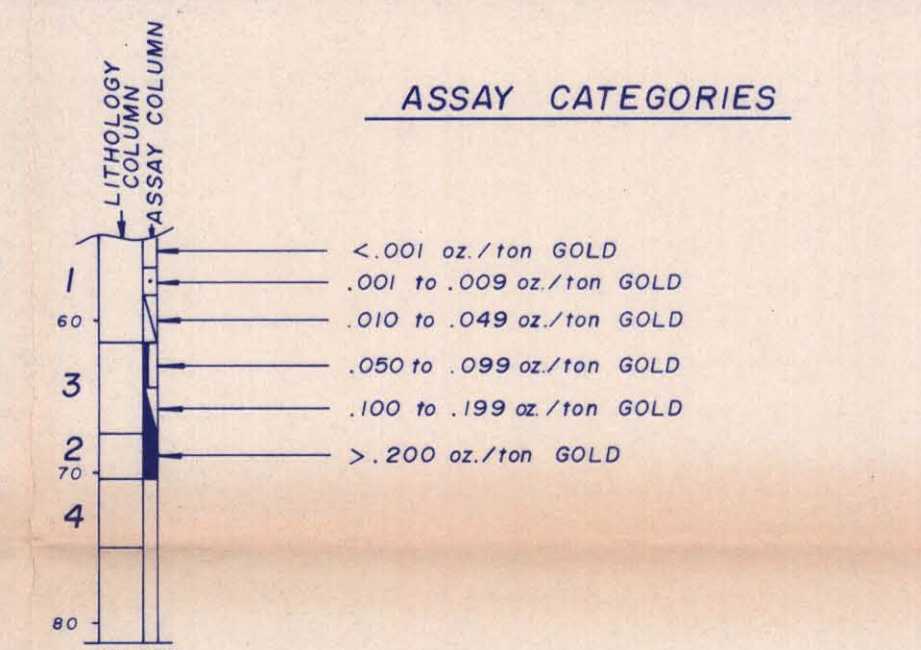 ASSAY CATEGORIES
LITHOLOGY
COLUMN
ASSAY COLUMN
<.001 oz./ton GOLD
1
.001 to .009 oz./ton GOLD
60
.010 to .049 oz./ton GOLD
.050 to .099 oz./ton GOLD
3
.100 to .199 oz./ton GOLD
2
>.200 oz./ton GOLD
70
4
80